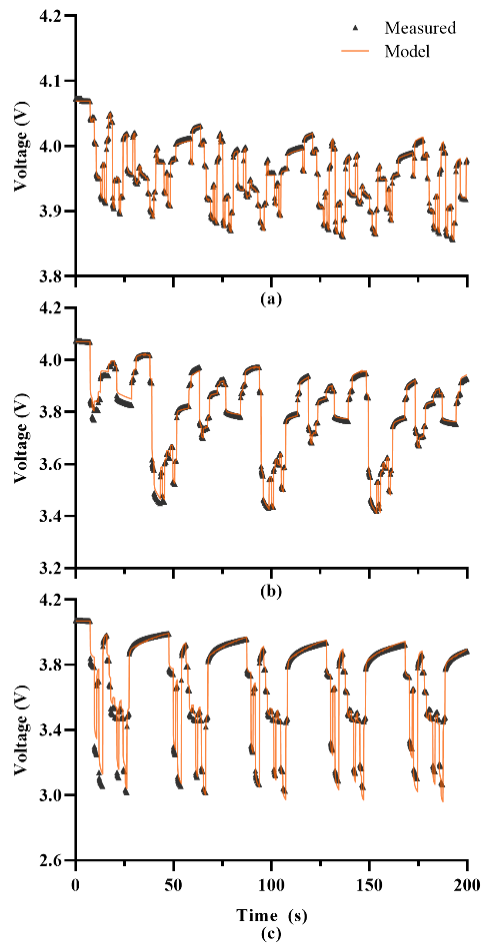 4.2
Measured
Model
4.1
Voltage (V)
4.0
3.9
3.8
(a)
4.2
4.0
3.8
Voltage (V)
3.6
3.4
3.2
(b)
4.2
3.8
Voltage (V)
3.4
3.0
2.6
0 50 100 150 200
Time (s)
(c)